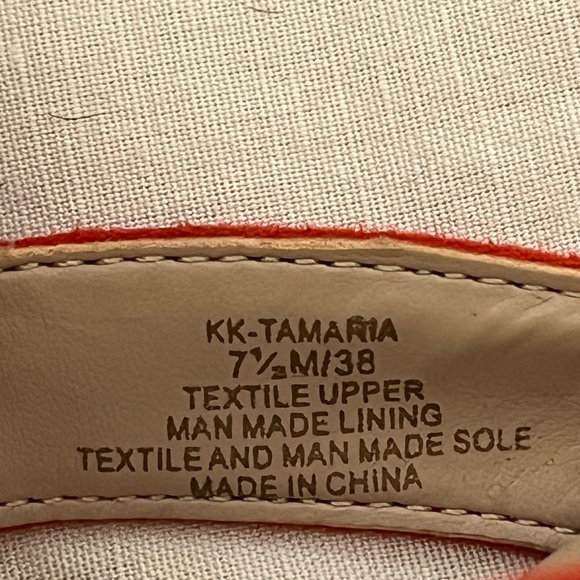 KK-TAMARIA
7½M/38
TEXTILE UPPER
MAN MADE LINING
TEXTILE AND MAN MADE SOLE
MADE IN CHINA